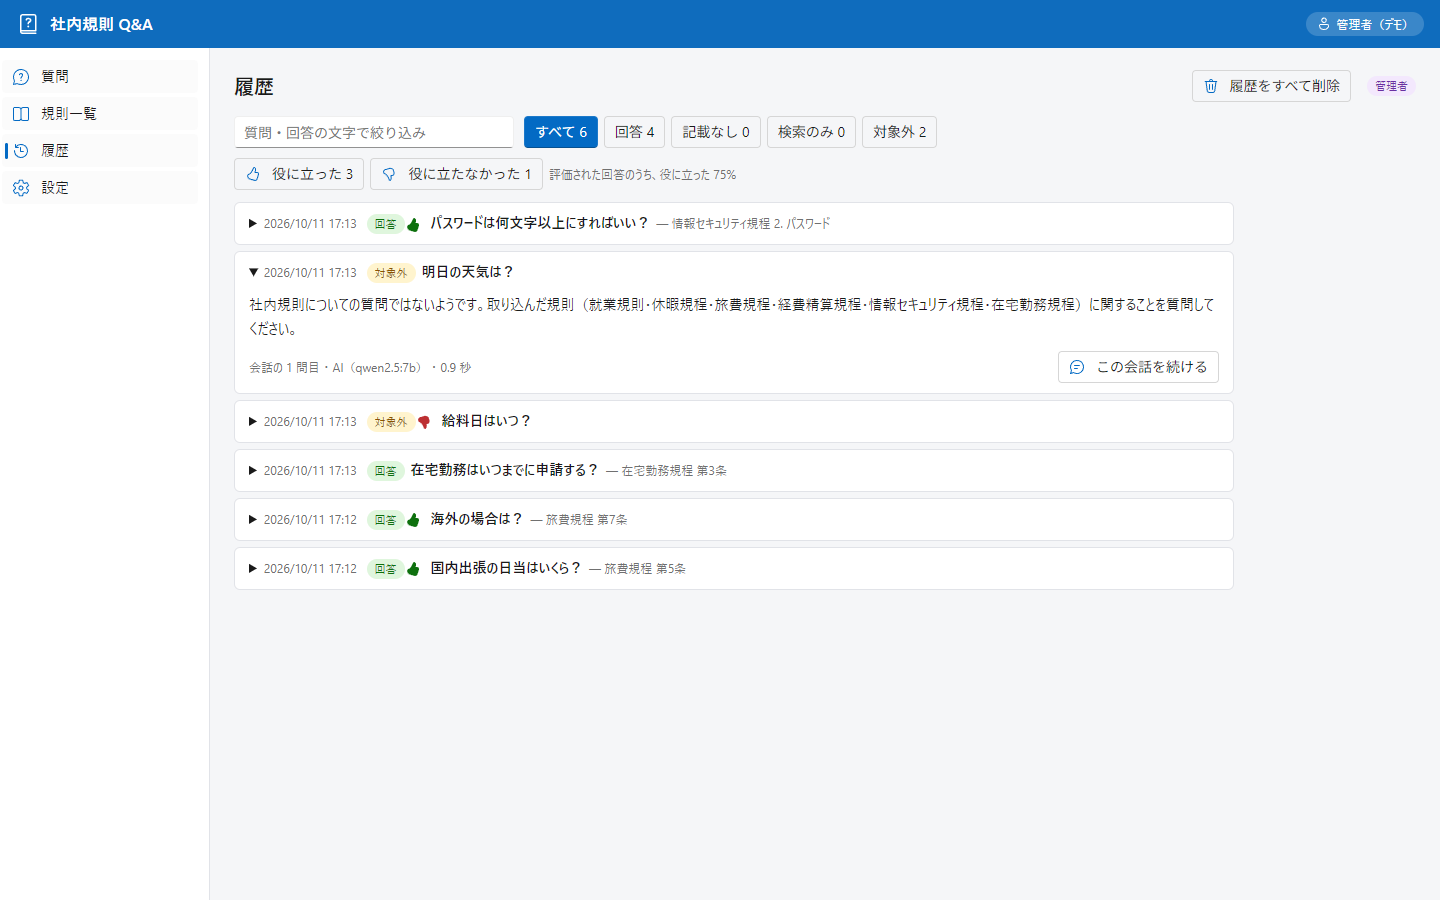 社内規則 Q&A
管理者（デモ）
質問
規則一覧
履歴
設定
履歴
履歴をすべて削除
管理者
質問・回答の文字で絞り込み
すべて 6
回答 4
記載なし 0
検索のみ 0
対象外 2
役に立った 3
役に立たなかった 1
評価された回答のうち、役に立った 75%
2026/10/11 17:13 回答 パスワードは何文字以上にすればいい？ — 情報セキュリティ規程 2. パスワード
2026/10/11 17:13 対象外 明日の天気は？
社内規則についての質問ではないようです。取り込んだ規則（就業規則・休暇規程・旅費規程・経費精算規程・情報セキュリティ規程・在宅勤務規程）に関することを質問して
ください。
会話の 1 問目・AI（qwen2.5:7b）・0.9 秒
この会話を続ける
2026/10/11 17:13 対象外 給料日はいつ？
2026/10/11 17:13 回答 在宅勤務はいつまでに申請する？ — 在宅勤務規程 第3条
2026/10/11 17:12 回答 海外の場合は？ — 旅費規程 第7条
2026/10/11 17:12 回答 国内出張の日当はいくら？ — 旅費規程 第5条